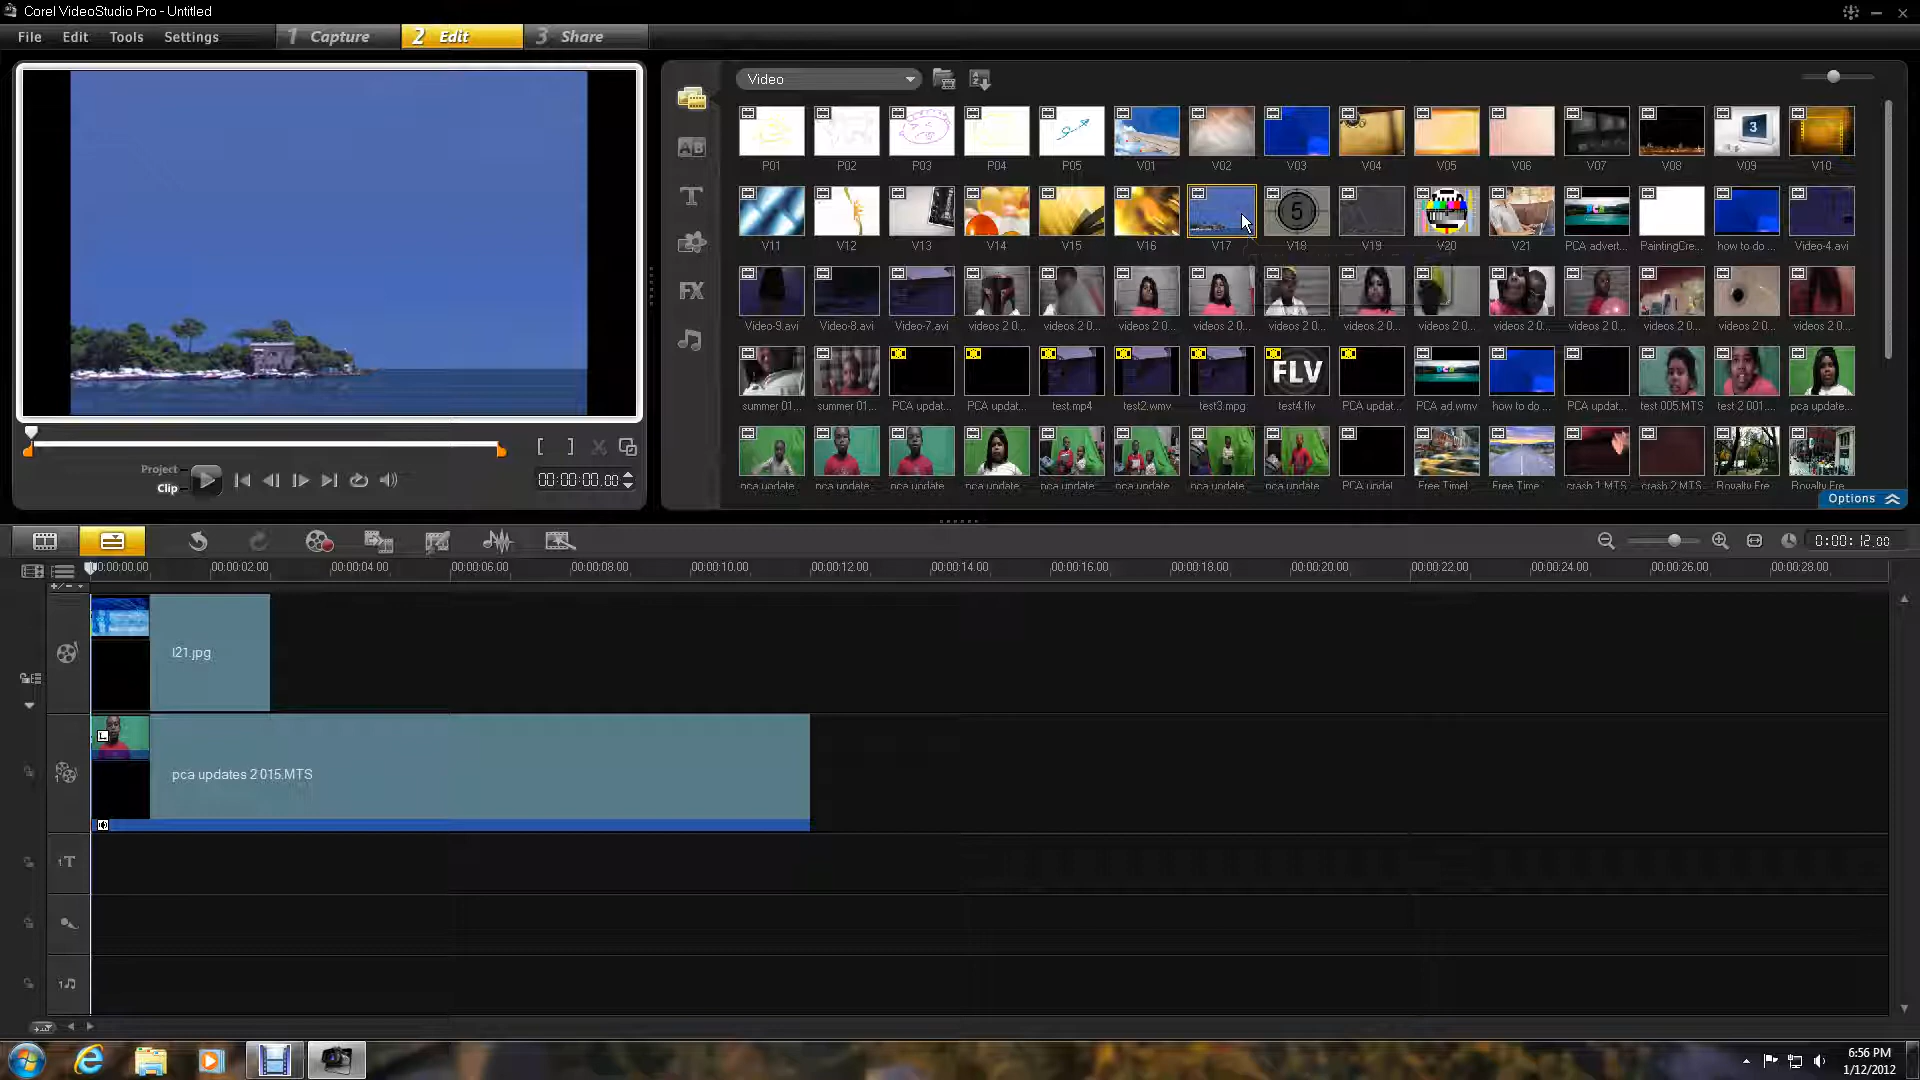 Corel VideoStudio Pro - Untitled
File Edit Tools Settings
1 Capture
2 Edit
3 Share
Video
P01 P02 P03 P04 P05 V01 V02 V03 V04 V05 V06 V07 V08 V09 V10
3
V11 V12 V13 V14 V15 V16 V17 V18 V19 V20 V21 PCA advert... PaintingCre... how to do ... Video-4.avi
5
Video-9.avi Video-8.avi Video-7.avi videos 2 0... videos 2 0... videos 2 0... videos 2 0... videos 2 0... videos 2 0... videos 2 0... videos 2 0... videos 2 0... videos 2 0... videos 2 0... videos 2 0...
FLV
summer 01... summer 01... PCA updat... PCA updat... test.mp4 test2.wmv test3.mpg test4.flv PCA updat... PCA ad.wmv how to do ... PCA updat... test 005.MTS test 2 001.... pca update...
pca update pca update pca update pca update pca update pca update pca update pca update PCA updat Free Timel Free Time crash 1.MTS crash 2.MTS Royalty Fre Royalty Fre
Project
Clip
00:00:00.00
Options
AB
T
FX
0:00:12.00
00:00:00.00 00:00:02.00 00:00:04.00 00:00:06.00 00:00:08.00 00:00:10.00 00:00:12.00 00:00:14.00 00:00:16.00 00:00:18.00 00:00:20.00 00:00:22.00 00:00:24.00 00:00:26.00 00:00:28.00
I21.jpg
pca updates 2 015.MTS
1T
6:56 PM
1/12/2012